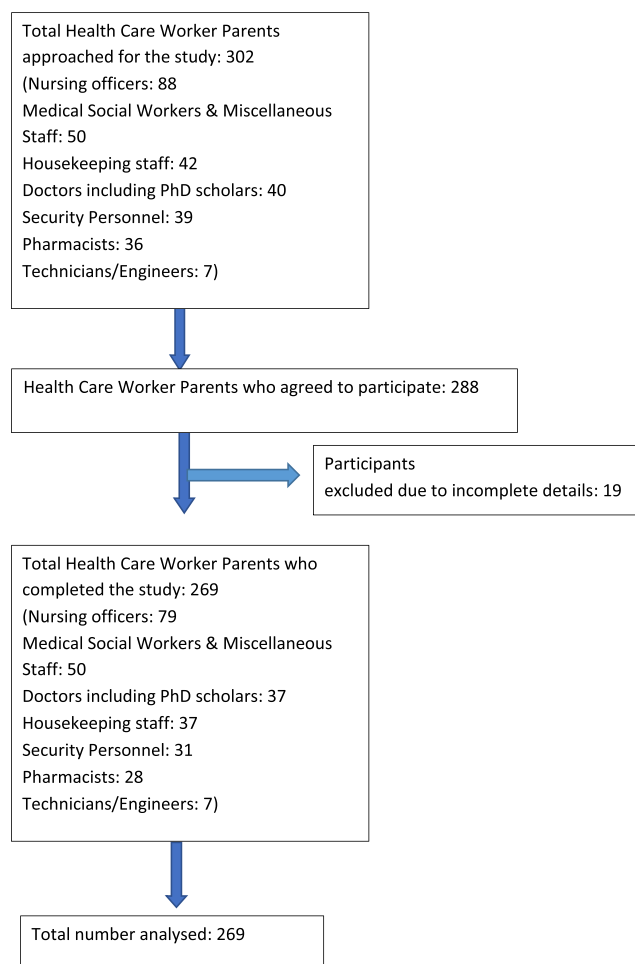 Total Health Care Worker Parents
approached for the study: 302
(Nursing officers: 88
Medical Social Workers & Miscellaneous
Staff: 50
Housekeeping staff: 42
Doctors including PhD scholars: 40
Security Personnel: 39
Pharmacists: 36
Technicians/Engineers: 7)
Health Care Worker Parents who agreed to participate: 288
Participants
excluded due to incomplete details: 19
Total Health Care Worker Parents who
completed the study: 269
(Nursing officers: 79
Medical Social Workers & Miscellaneous
Staff: 50
Doctors including PhD scholars: 37
Housekeeping staff: 37
Security Personnel: 31
Pharmacists: 28
Technicians/Engineers: 7)
Total number analysed: 269